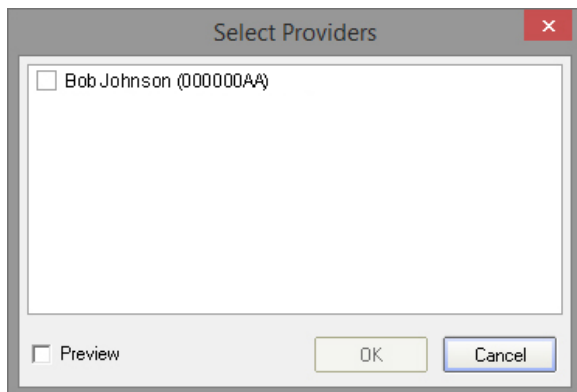 Select Providers
Bob Johnson (000000AA)
Preview
OK
Cancel